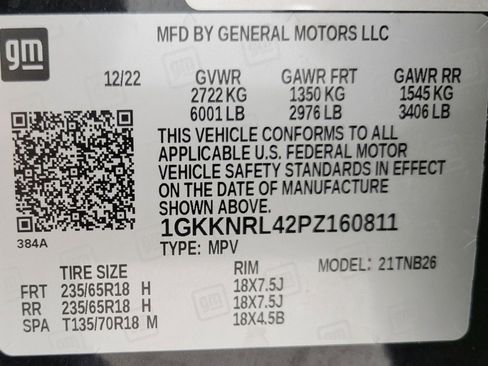 gm
MFD BY GENERAL MOTORS LLC
12/22 GVWR GAWR FRT GAWR RR
2722 KG 1350 KG 1545 KG
6001 LB 2976 LB 3406 LB
THIS VEHICLE CONFORMS TO ALL
APPLICABLE U.S. FEDERAL MOTOR
VEHICLE SAFETY STANDARDS IN EFFECT
ON THE DATE OF MANUFACTURE
SHOWN ABOVE.
384A
1GKKNRL42PZ160811
TYPE: MPV
TIRE SIZE RIM MODEL: 21TNB26
FRT 235/65R18 H 18X7.5J
RR 235/65R18 H 18X7.5J
SPA T135/70R18 M 18X4.5B